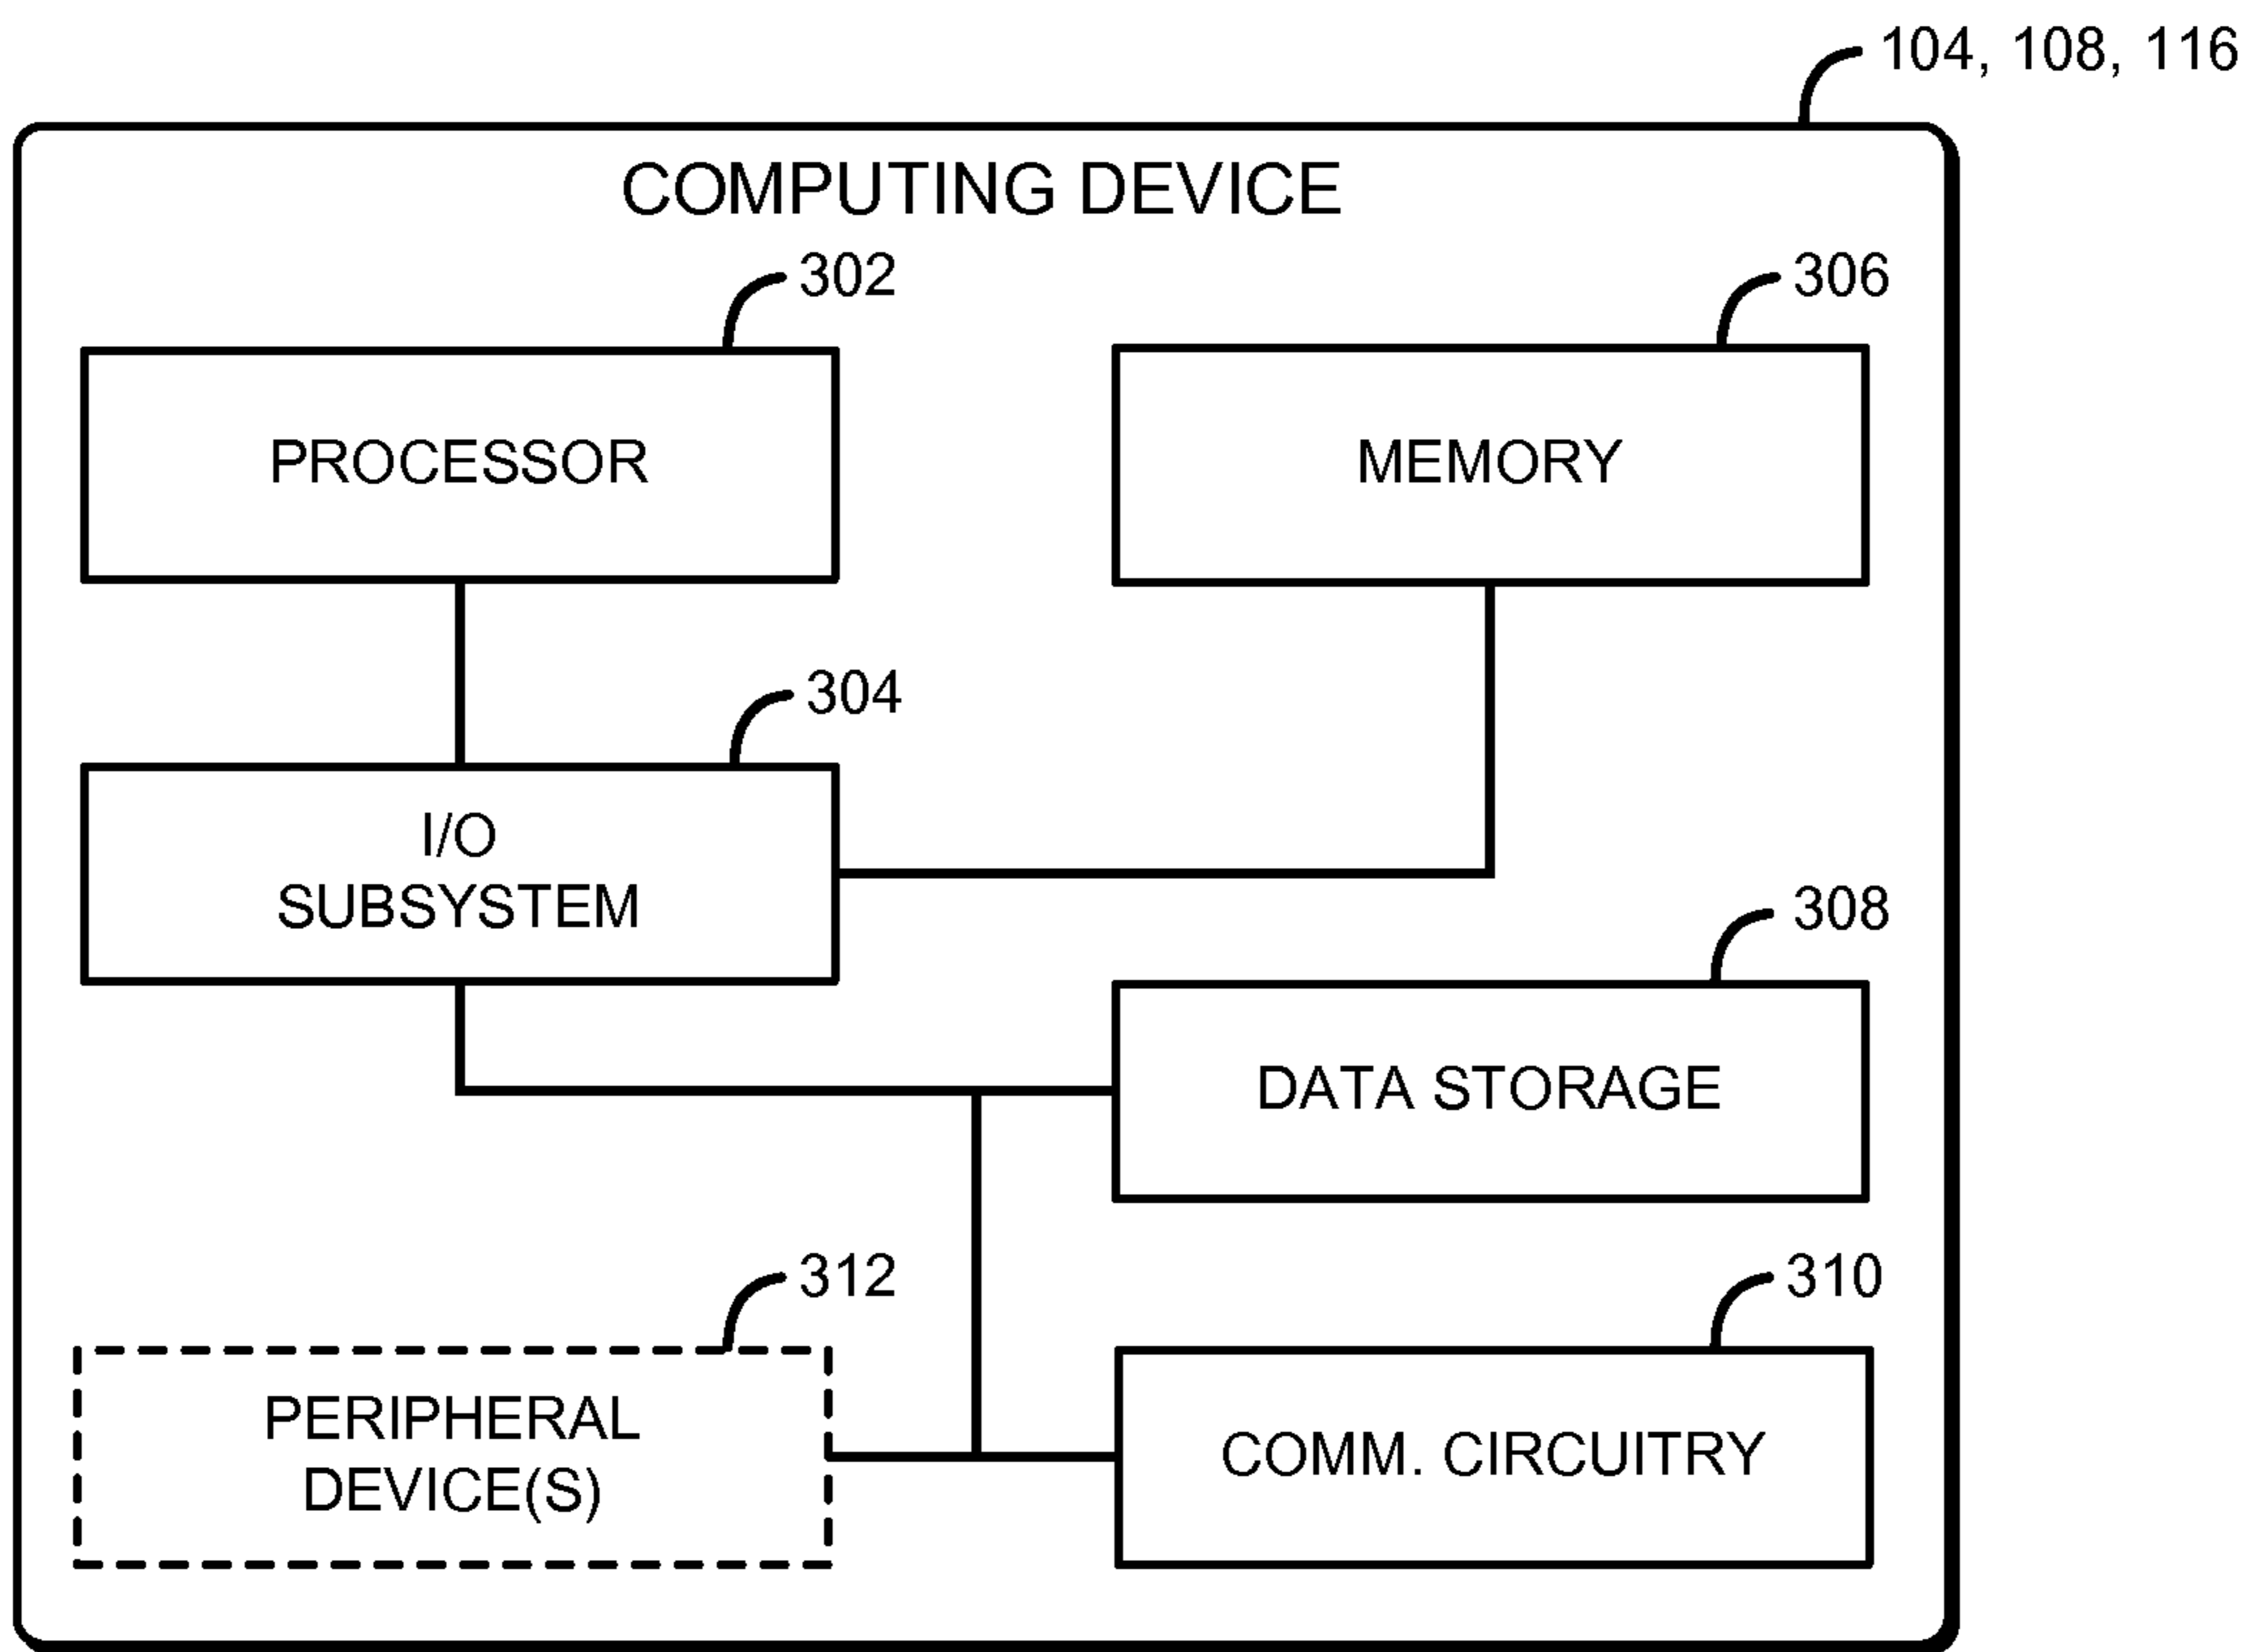 104, 108, 116
COMPUTING DEVICE
302
306
PROCESSOR
MEMORY
304
I/O
SUBSYSTEM
308
DATA STORAGE
312
310
PERIPHERAL
DEVICE(S)
COMM. CIRCUITRY